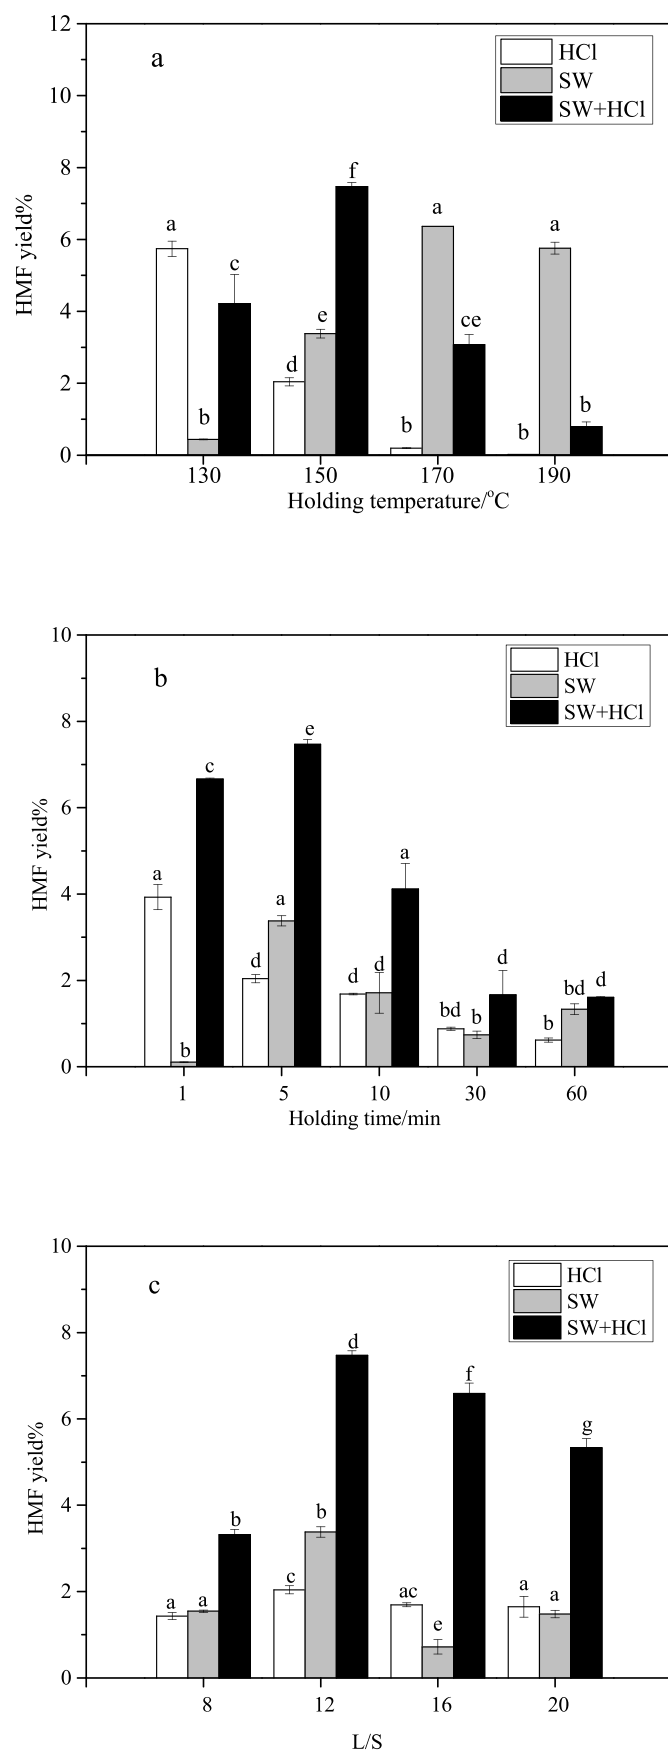 12
a
HCl
SW
SW+HCl
10
8
f
a
a
a
6
HMF yield%
c
ce
4
e
d
2
b
b
b
b
0
130
150
170
190
Holding temperature/°C
10
b
HCl
SW
SW+HCl
8
e
c
6
HMF yield%
a
a
4
a
d
2
d
d
d
bd
d
bd
b
b
b
0
1
5
10
30
60
Holding time/min
10
c
HCl
SW
SW+HCl
8
d
f
6
g
HMF yield%
4
b
b
c
2
a
a
ac
a
a
e
0
8
12
16
20
L/S